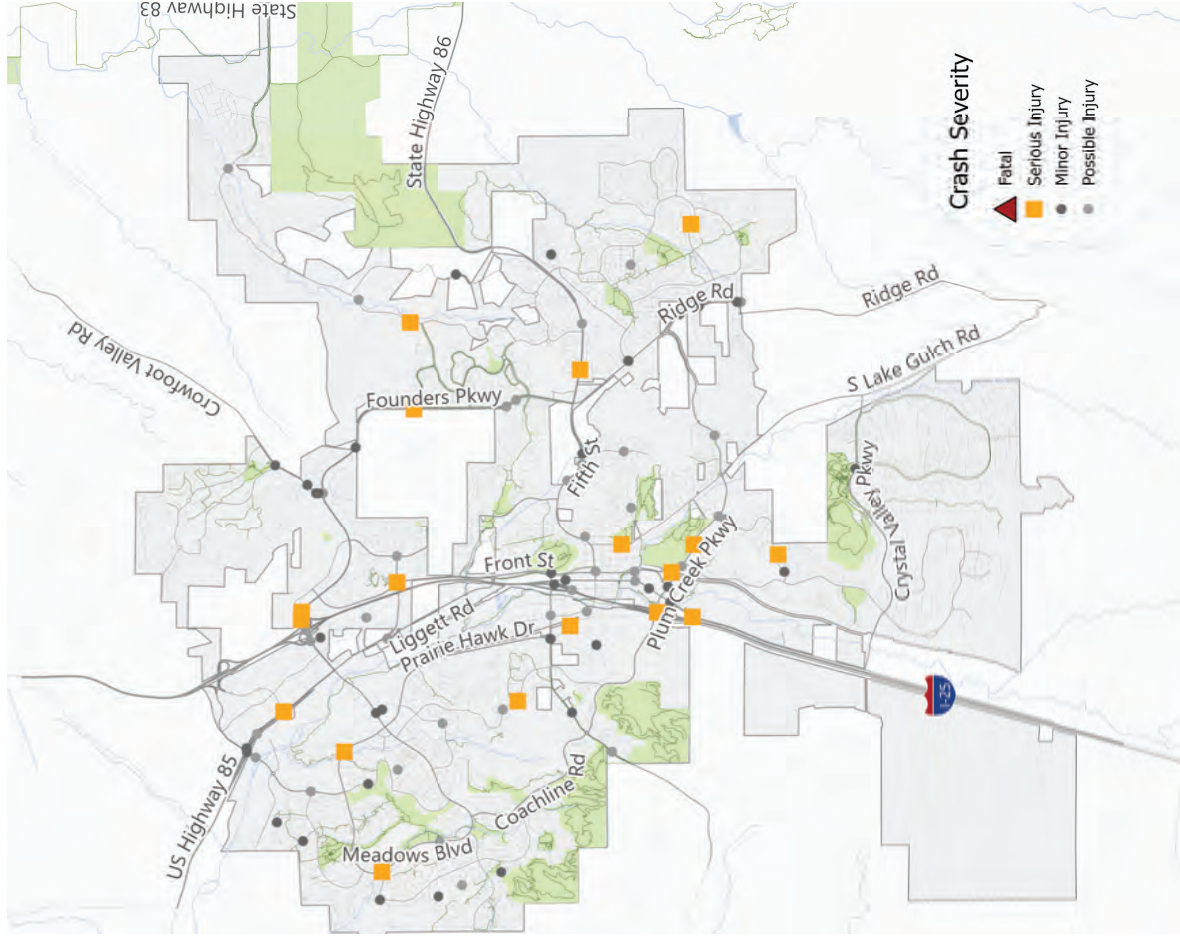 State Highway 83
State Highway 86
Crowfoot Valley Rd
Founders Pkwy
Ridge Rd
Ridge Rd
S Lake Gulch Rd
Fifth St
Front St
Liggett Rd
Prairie Hawk Dr
Plum Creek Pkwy
Crystal Valley Pkwy
US Highway 85
Coachline Rd
Meadows Blvd
I-25
Crash Severity
Fatal
Serious Injury
Minor Injury
Possible Injury